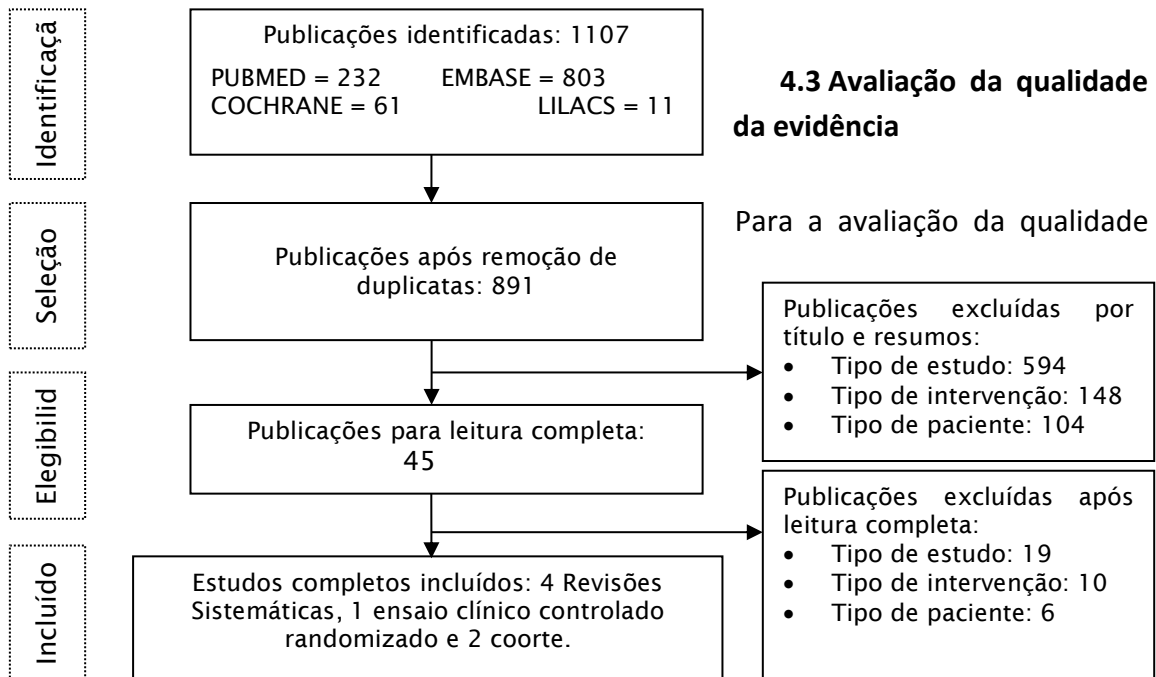 Identificaçã
Publicações identificadas: 1107
PUBMED = 232 EMBASE = 803
COCHRANE = 61 LILACS = 11
4.3 Avaliação da qualidade
da evidência
Seleção
Publicações após remoção de
duplicatas: 891
Para a avaliação da qualidade
Publicações excluídas por
título e resumos:
• Tipo de estudo: 594
• Tipo de intervenção: 148
• Tipo de paciente: 104
Elegibilid
Publicações para leitura completa:
45
Publicações excluídas após
leitura completa:
• Tipo de estudo: 19
• Tipo de intervenção: 10
• Tipo de paciente: 6
Incluído
Estudos completos incluídos: 4 Revisões
Sistemáticas, 1 ensaio clínico controlado
randomizado e 2 coorte.